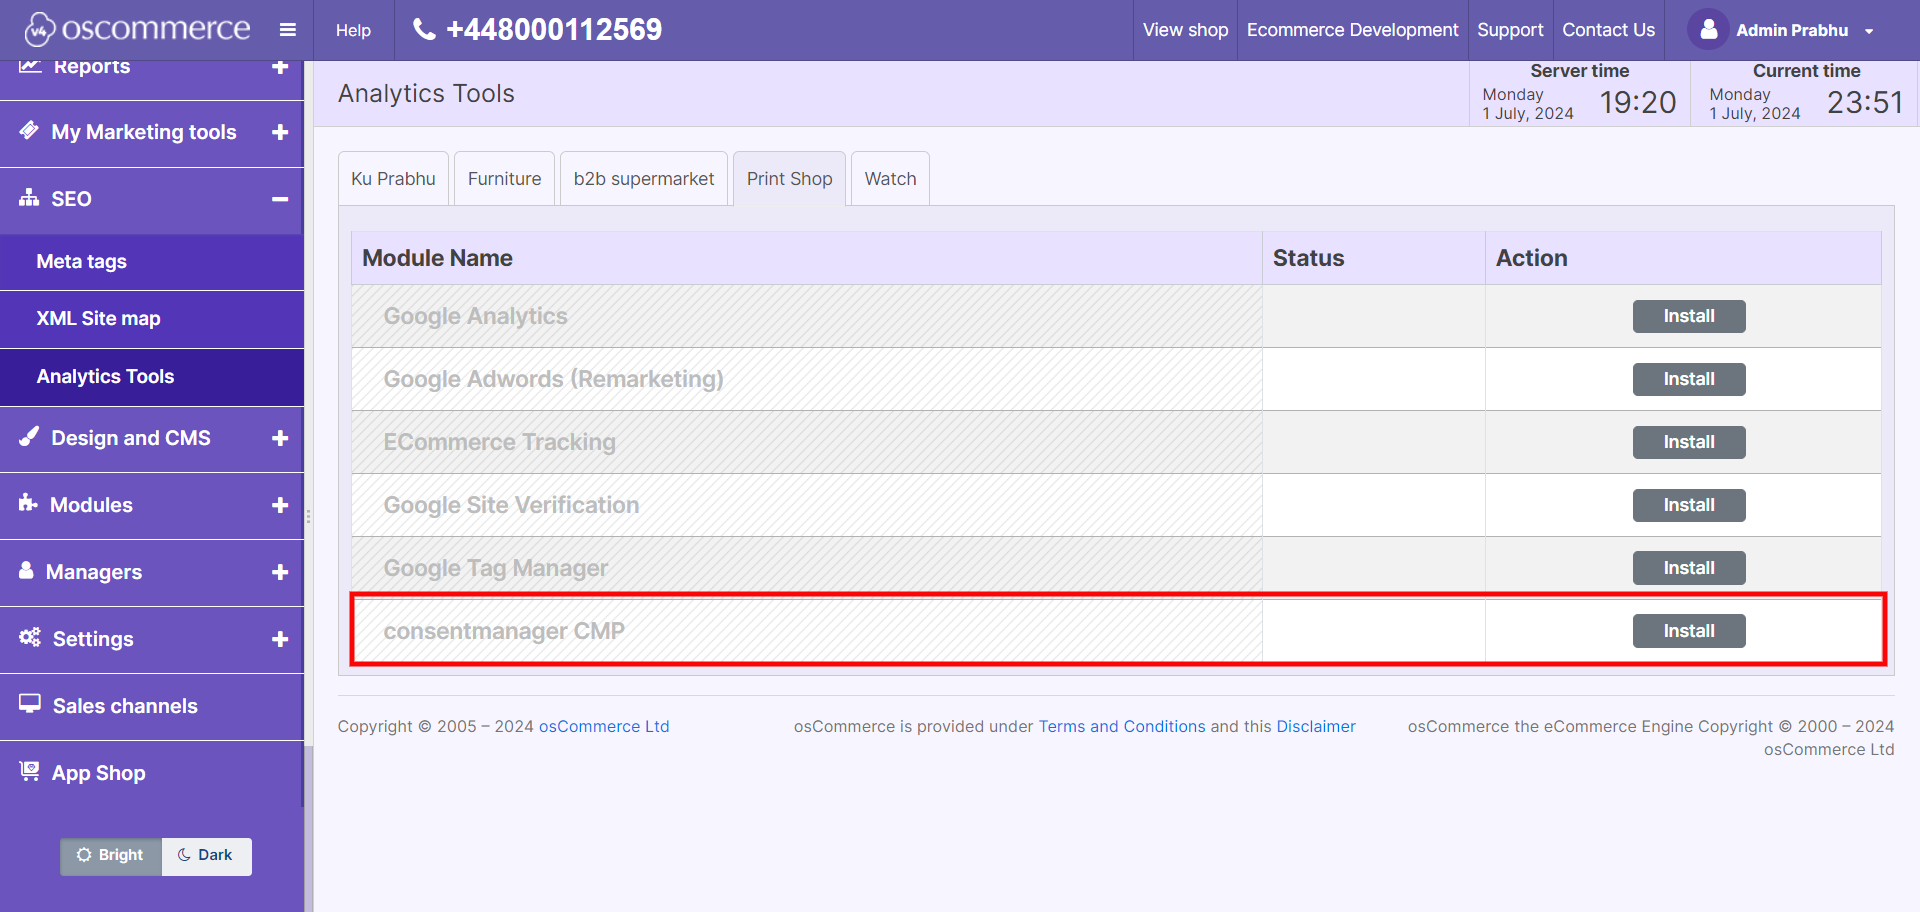 v4 oscommerce
Help
+448000112569
View shop
Ecommerce Development
Support
Contact Us
Admin Prabhu
Reports
My Marketing tools
SEO
Meta tags
XML Site map
Analytics Tools
Design and CMS
Modules
Managers
Settings
Sales channels
App Shop
Bright
Dark
Analytics Tools
Server time
Monday
1 July, 2024
19:20
Current time
Monday
1 July, 2024
23:51
Ku Prabhu
Furniture
b2b supermarket
Print Shop
Watch
Module Name Status Action
Google Analytics Install
Google Adwords (Remarketing) Install
ECommerce Tracking Install
Google Site Verification Install
Google Tag Manager Install
consentmanager CMP Install
Copyright © 2005 – 2024 osCommerce Ltd
osCommerce is provided under Terms and Conditions and this Disclaimer
osCommerce the eCommerce Engine Copyright © 2000 – 2024
osCommerce Ltd